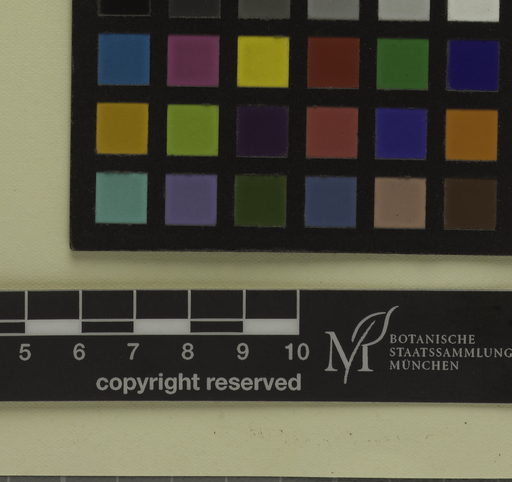 5 6 7 8 9 10
copyright reserved
BOTANISCHE
STAATSSAMMLUNG
MÜNCHEN